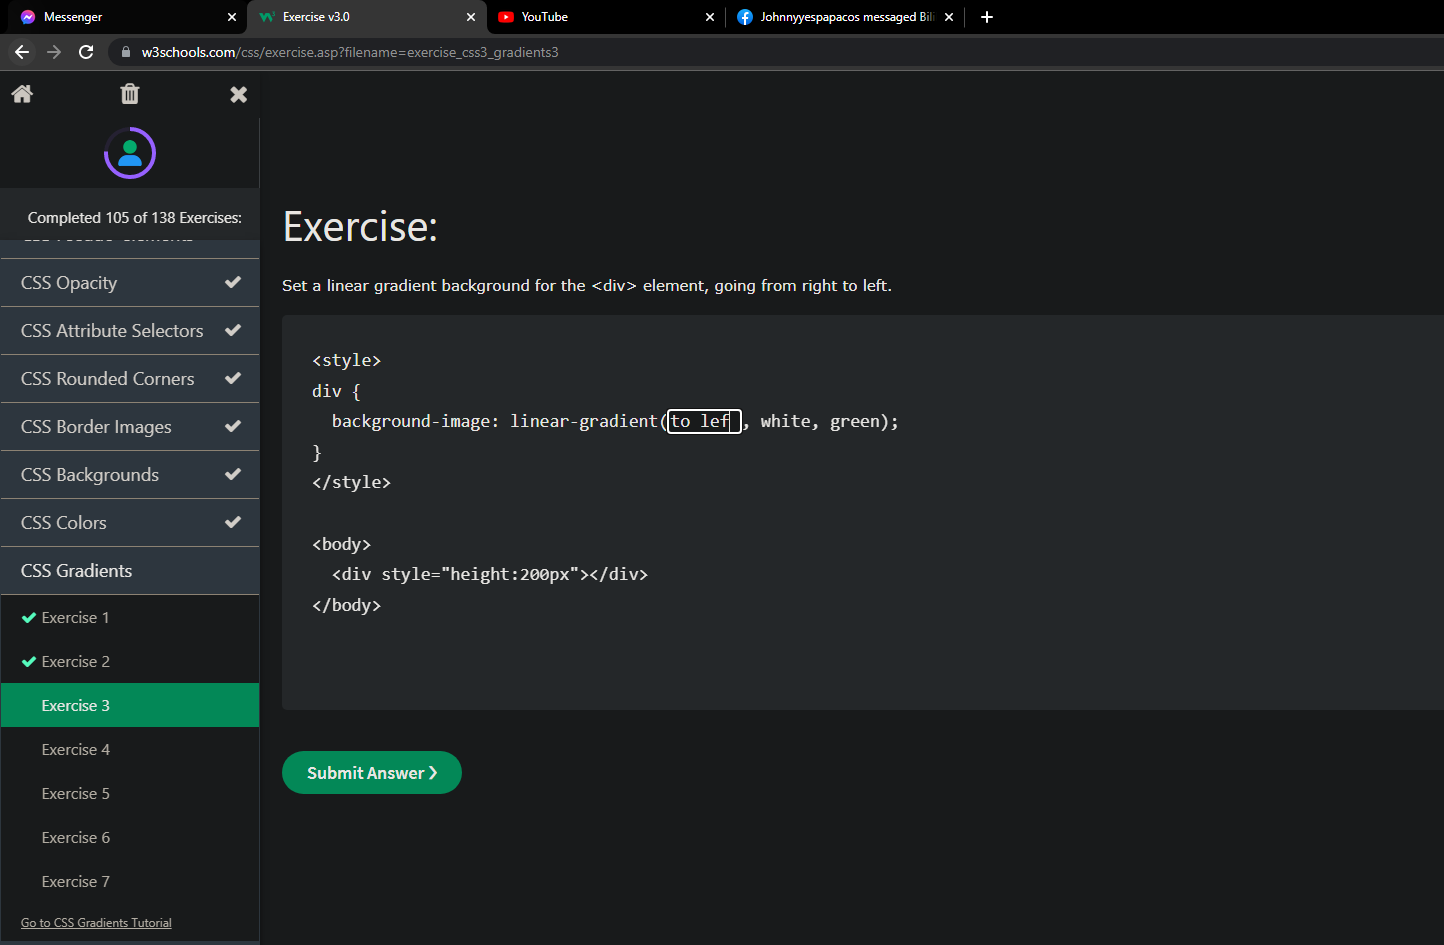 Messenger
Exercise v3.0
YouTube
Johnnyyespapacos messaged Bili
w3schools.com/css/exercise.asp?filename=exercise_css3_gradients3
Completed 105 of 138 Exercises:
CSS Opacity
CSS Attribute Selectors
CSS Rounded Corners
CSS Border Images
CSS Backgrounds
CSS Colors
CSS Gradients
Exercise 1
Exercise 2
Exercise 3
Exercise 4
Exercise 5
Exercise 6
Exercise 7
Go to CSS Gradients Tutorial
Exercise:
Set a linear gradient background for the <div> element, going from right to left.
<style>
div {
background-image: linear-gradient(to lef , white, green);
}
</style>
<body>
<div style="height:200px"></div>
</body>
Submit Answer ❯